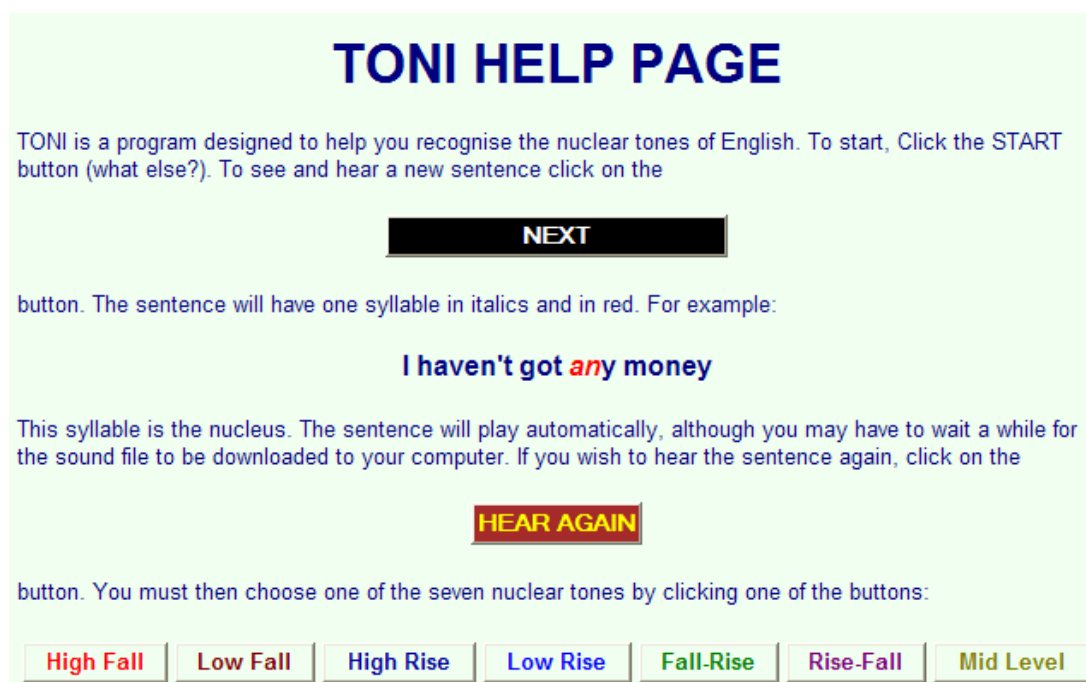 TONI HELP PAGE
TONI is a program designed to help you recognise the nuclear tones of English. To start, Click the START
button (what else?). To see and hear a new sentence click on the
NEXT
button. The sentence will have one syllable in italics and in red. For example:
I haven't got any money
This syllable is the nucleus. The sentence will play automatically, although you may have to wait a while for
the sound file to be downloaded to your computer. If you wish to hear the sentence again, click on the
HEAR AGAIN
button. You must then choose one of the seven nuclear tones by clicking one of the buttons:
High Fall Low Fall High Rise Low Rise Fall-Rise Rise-Fall Mid Level